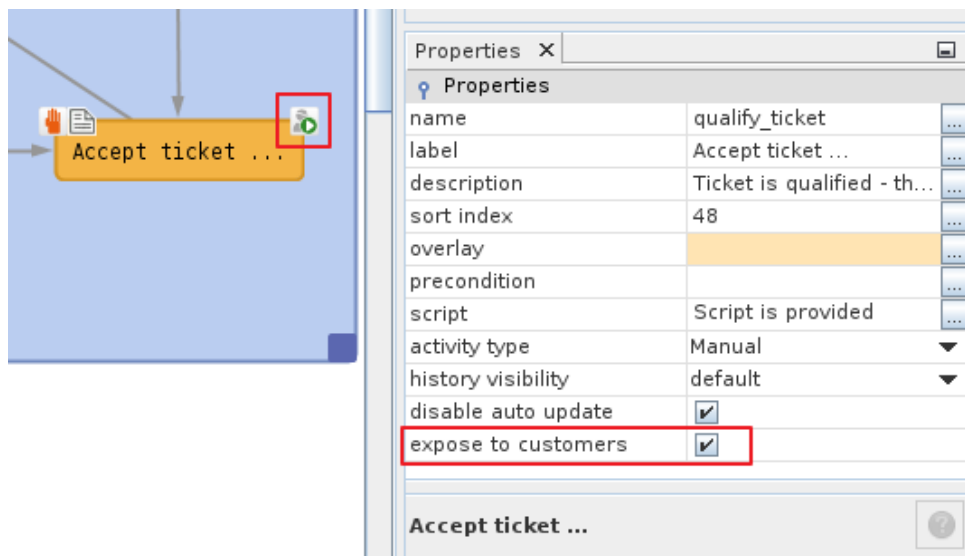 Accept ticket ...
Properties
Properties
name qualify_ticket ...
label Accept ticket ... ...
description Ticket is qualified - th... ...
sort index 48 ...
overlay ...
precondition ...
script Script is provided ...
activity type Manual
history visibility default
disable auto update
expose to customers
Accept ticket ...
?